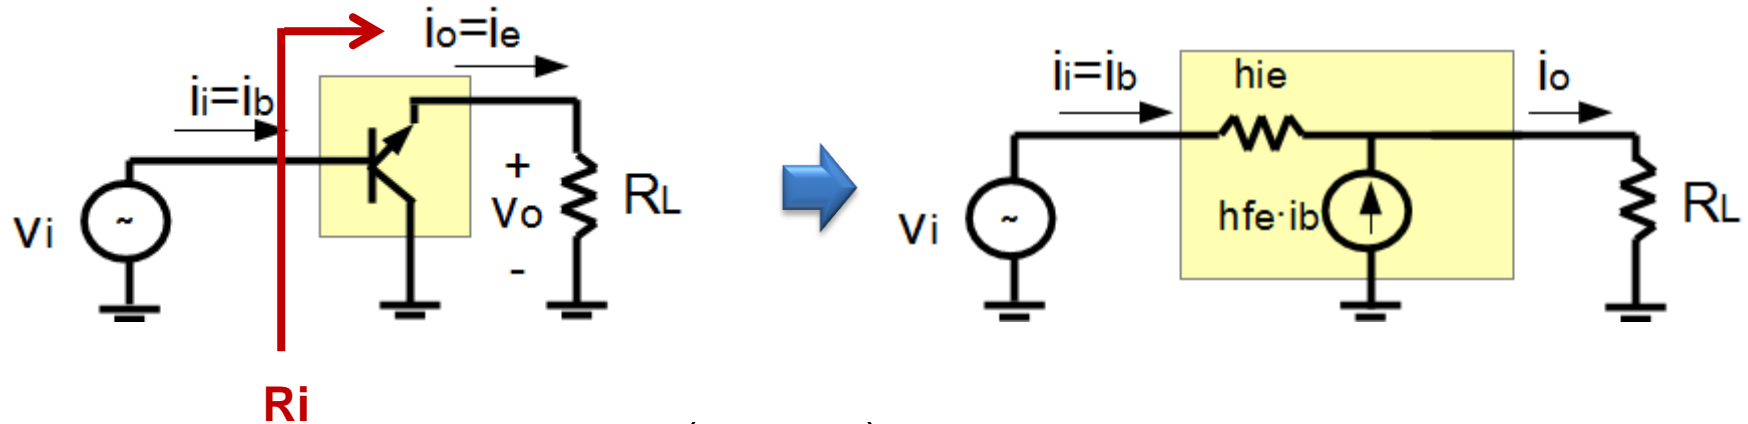 io=ie
ii=ib
+
vo
-
RL
vi
~
Ri
ii=ib
hie
io
vi
~
hfe·ib
RL